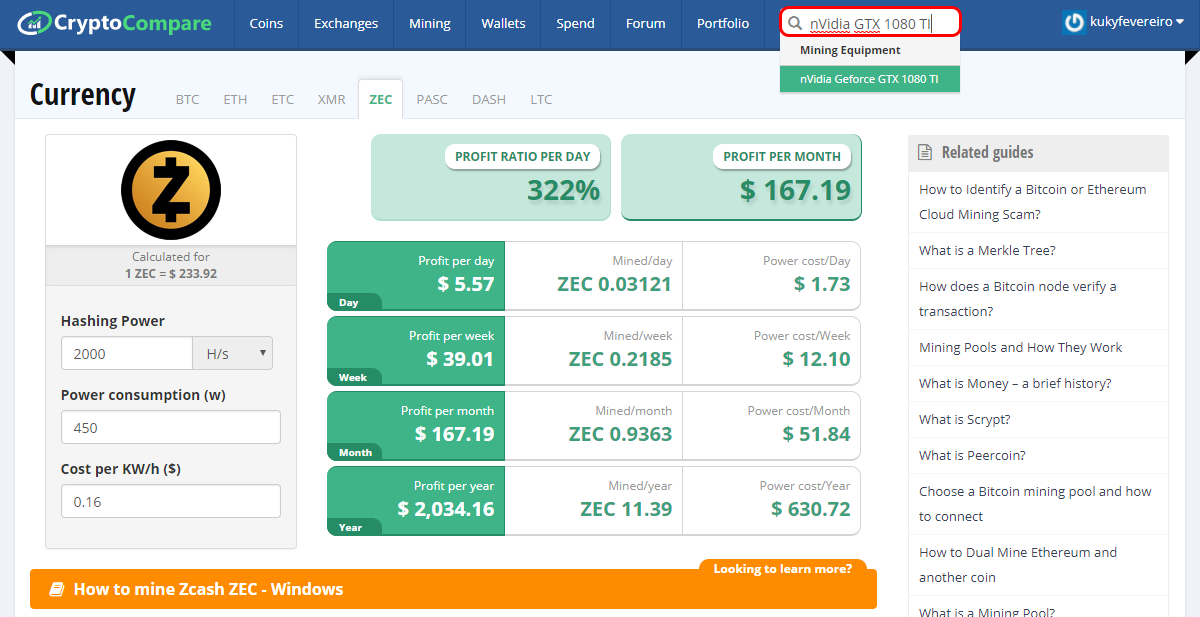 CryptoCompare
Coins
Exchanges
Mining
Wallets
Spend
Forum
Portfolio
nVidia GTX 1080 TI
kukyfevereiro
Mining Equipment
nVidia Geforce GTX 1080 TI
Currency
BTC
ETH
ETC
XMR
ZEC
PASC
DASH
LTC
Calculated for
1 ZEC = $ 233.92
Hashing Power
2000
H/s
Power consumption (w)
450
Cost per KW/h ($)
0.16
PROFIT RATIO PER DAY
322%
PROFIT PER MONTH
$ 167.19
Profit per day
$ 5.57
Day
Mined/day
ZEC 0.03121
Power cost/Day
$ 1.73
Profit per week
$ 39.01
Week
Mined/week
ZEC 0.2185
Power cost/Week
$ 12.10
Profit per month
$ 167.19
Month
Mined/month
ZEC 0.9363
Power cost/Month
$ 51.84
Profit per year
$ 2,034.16
Year
Mined/year
ZEC 11.39
Power cost/Year
$ 630.72
Looking to learn more?
How to mine Zcash ZEC - Windows
Related guides
How to Identify a Bitcoin or Ethereum
Cloud Mining Scam?
What is a Merkle Tree?
How does a Bitcoin node verify a
transaction?
Mining Pools and How They Work
What is Money – a brief history?
What is Scrypt?
What is Peercoin?
Choose a Bitcoin mining pool and how
to connect
How to Dual Mine Ethereum and
another coin
What is a Mining Pool?